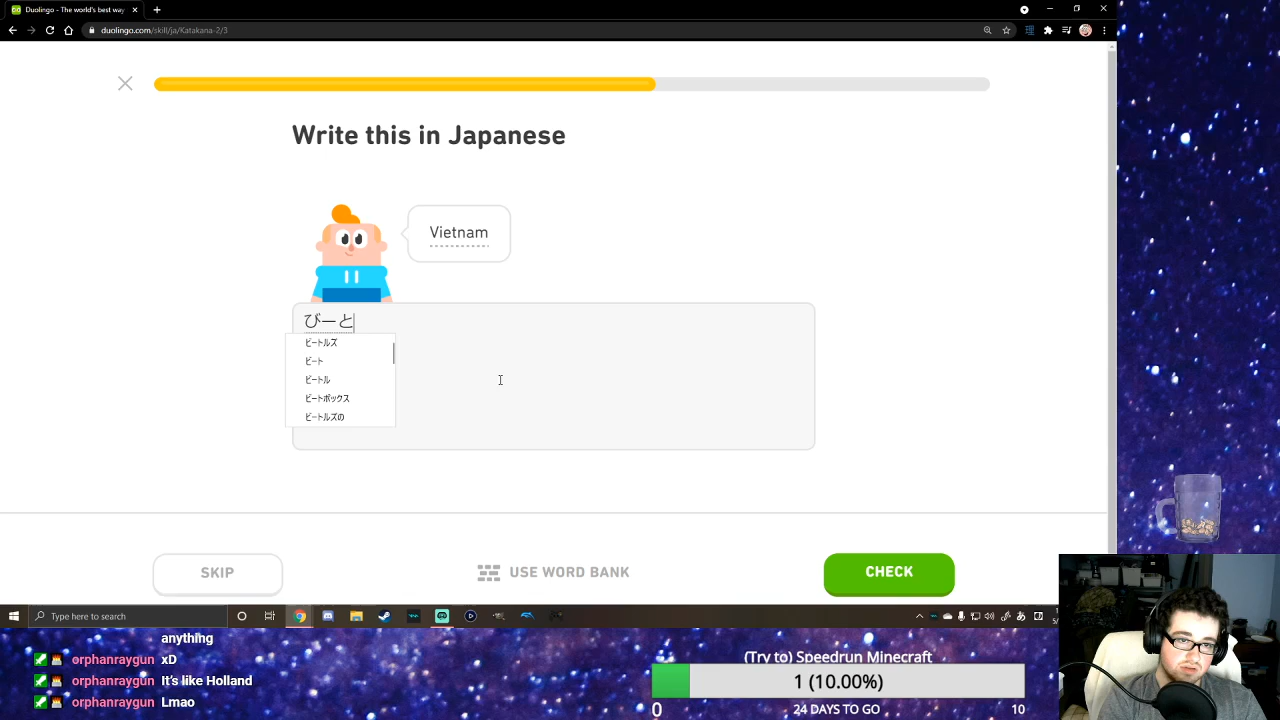 Duolingo - The world's best way
duolingo.com/skill/ja/Katakana-2/3
Write this in Japanese
Vietnam
びーと
ビートルズ
ビート
ビートル
ビートボックス
ビートルズの
SKIP
USE WORD BANK
CHECK
Type here to search
anything
orphanraygun xD
orphanraygun It's like Holland
orphanraygun Lmao
(Try to) Speedrun Minecraft
1 (10.00%)
0 24 DAYS TO GO 10